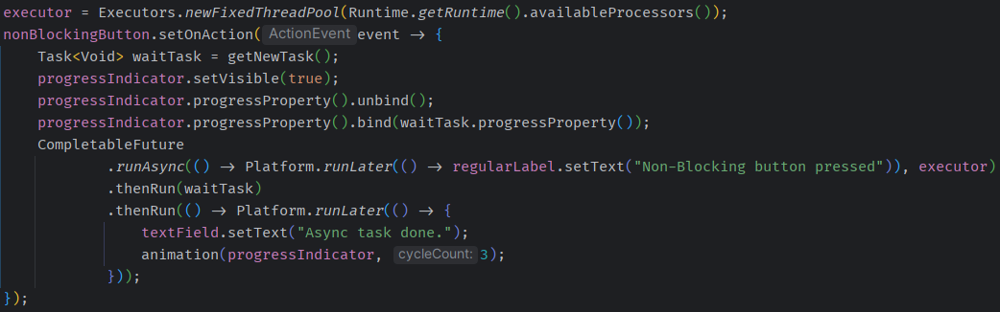 executor = Executors.newFixedThreadPool(Runtime.getRuntime().availableProcessors());
nonBlockingButton.setOnAction( ActionEvent event → {
    Task<Void> waitTask = getNewTask();
    progressIndicator.setVisible(true);
    progressIndicator.progressProperty().unbind();
    progressIndicator.progressProperty().bind(waitTask.progressProperty());
    CompletableFuture
            .runAsync(() → Platform.runLater(() → regularLabel.setText("Non-Blocking button pressed")), executor)
            .thenRun(waitTask)
            .thenRun(() → Platform.runLater(() → {
                textField.setText("Async task done.");
                animation(progressIndicator, cycleCount: 3);
            }));
});